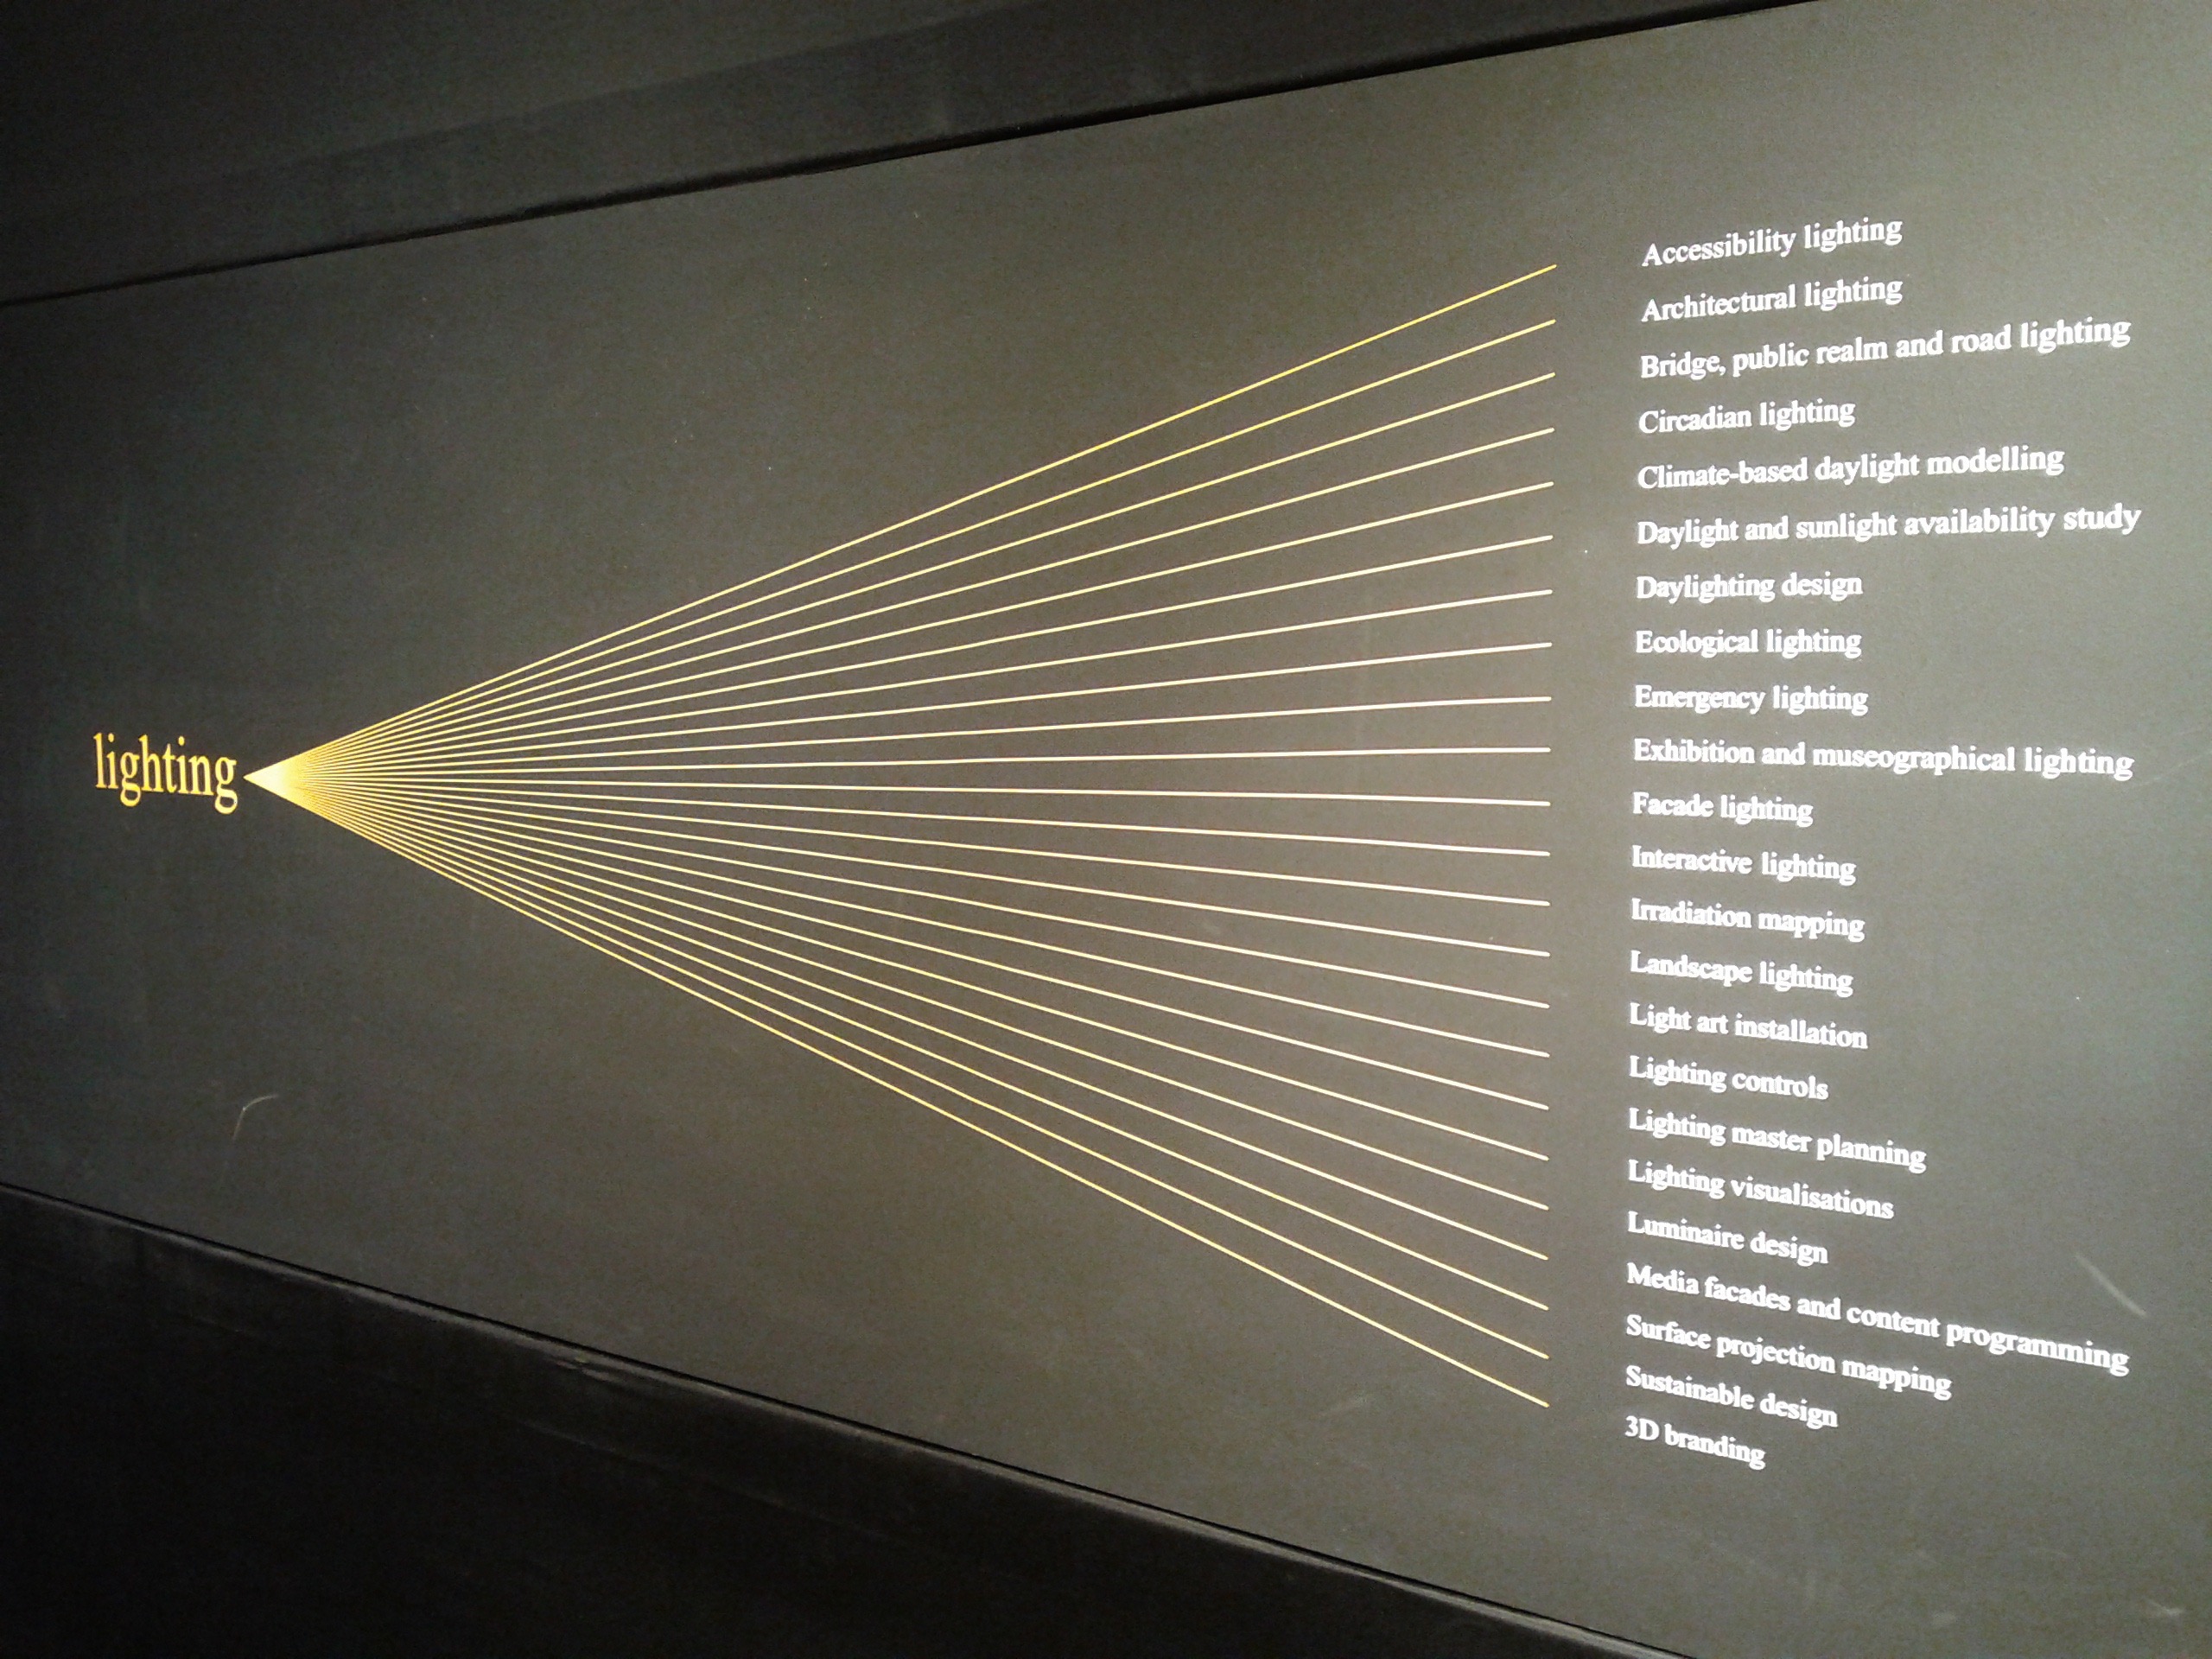 lighting
Accessibility lighting
Architectural lighting
Bridge, public realm and road lighting
Circadian lighting
Climate-based daylight modelling
Daylight and sunlight availability study
Daylighting design
Ecological lighting
Emergency lighting
Exhibition and museographical lighting
Facade lighting
Interactive lighting
Irradiation mapping
Landscape lighting
Light art installation
Lighting controls
Lighting master planning
Lighting visualisations
Luminaire design
Media facades and content programming
Surface projection mapping
Sustainable design
3D branding